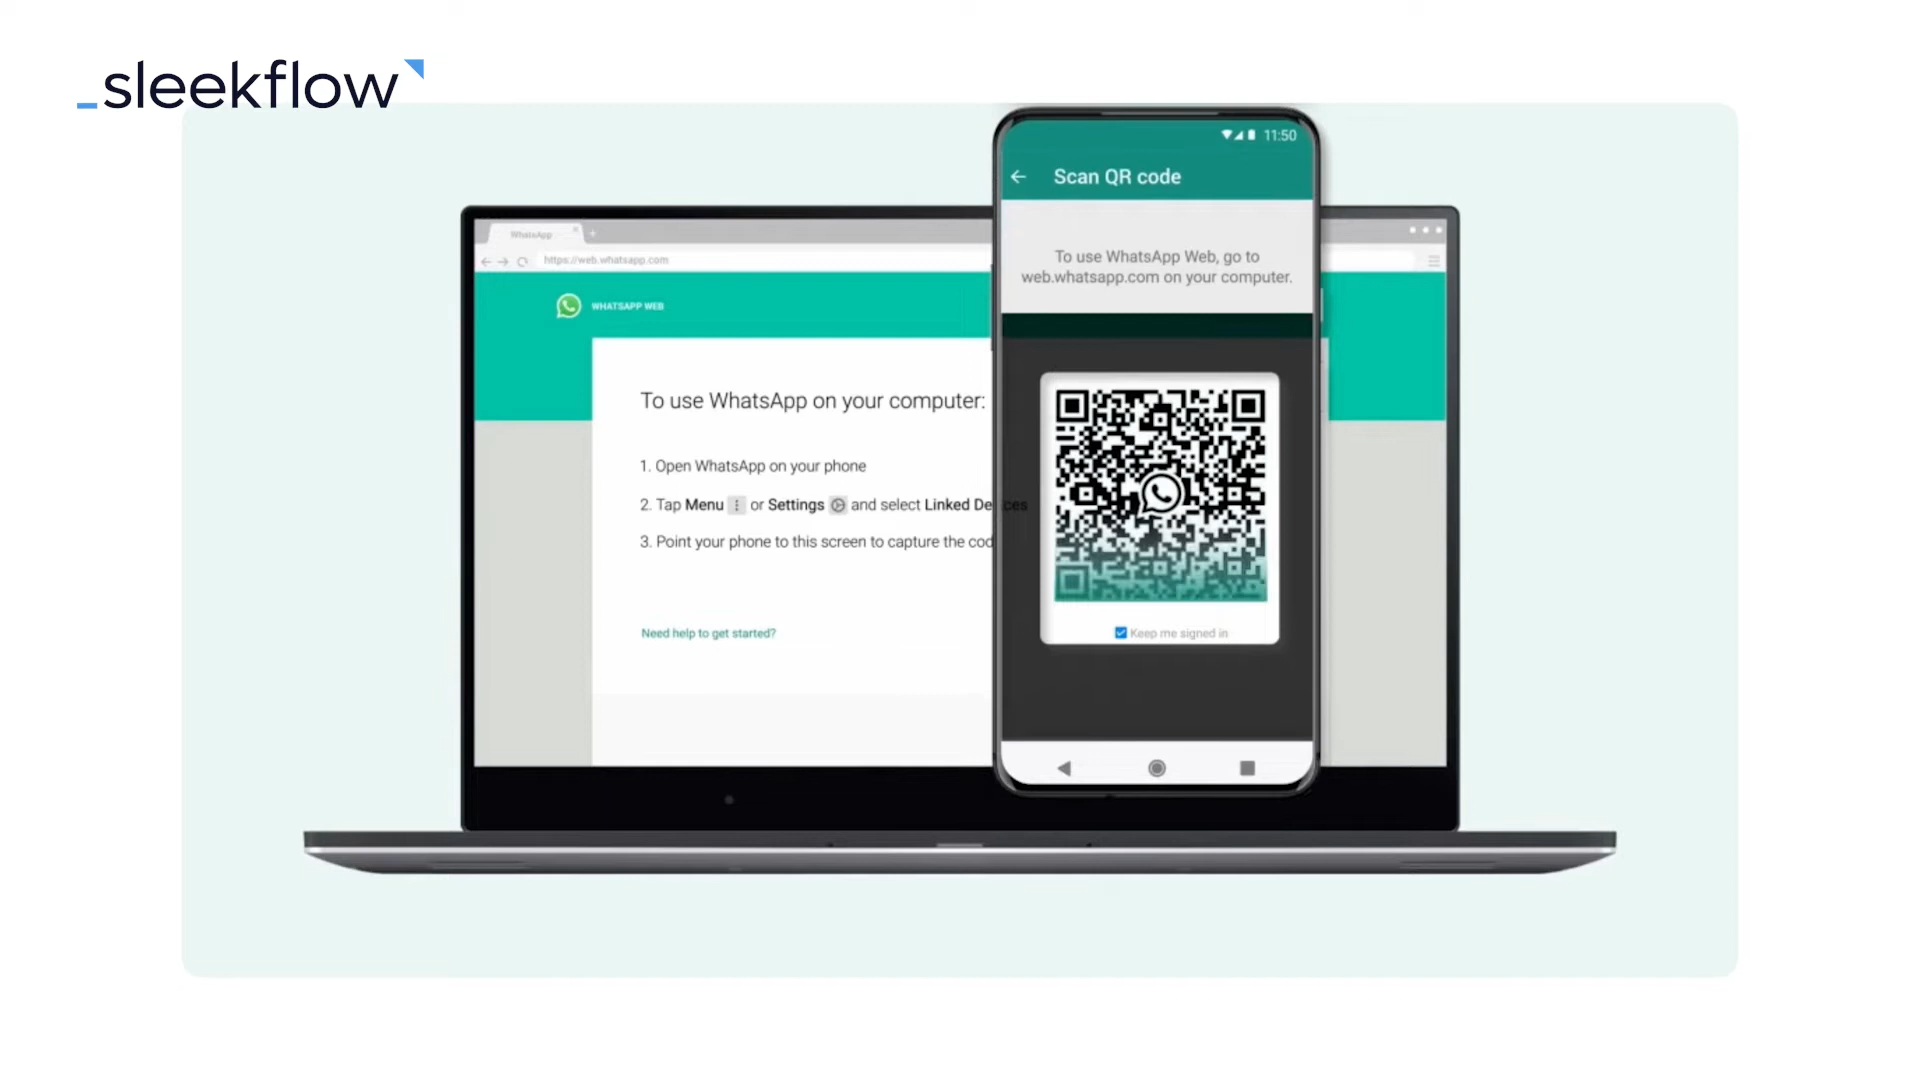 _sleekflow
11:50
Scan QR code
To use WhatsApp Web, go to
web.whatsapp.com on your computer.
WhatsApp
https://web.whatsapp.com
WHATSAPP WEB
To use WhatsApp on your computer:
1. Open WhatsApp on your phone
2. Tap Menu or Settings and select Linked Devices
3. Point your phone to this screen to capture the cod
Need help to get started?
Keep me signed in